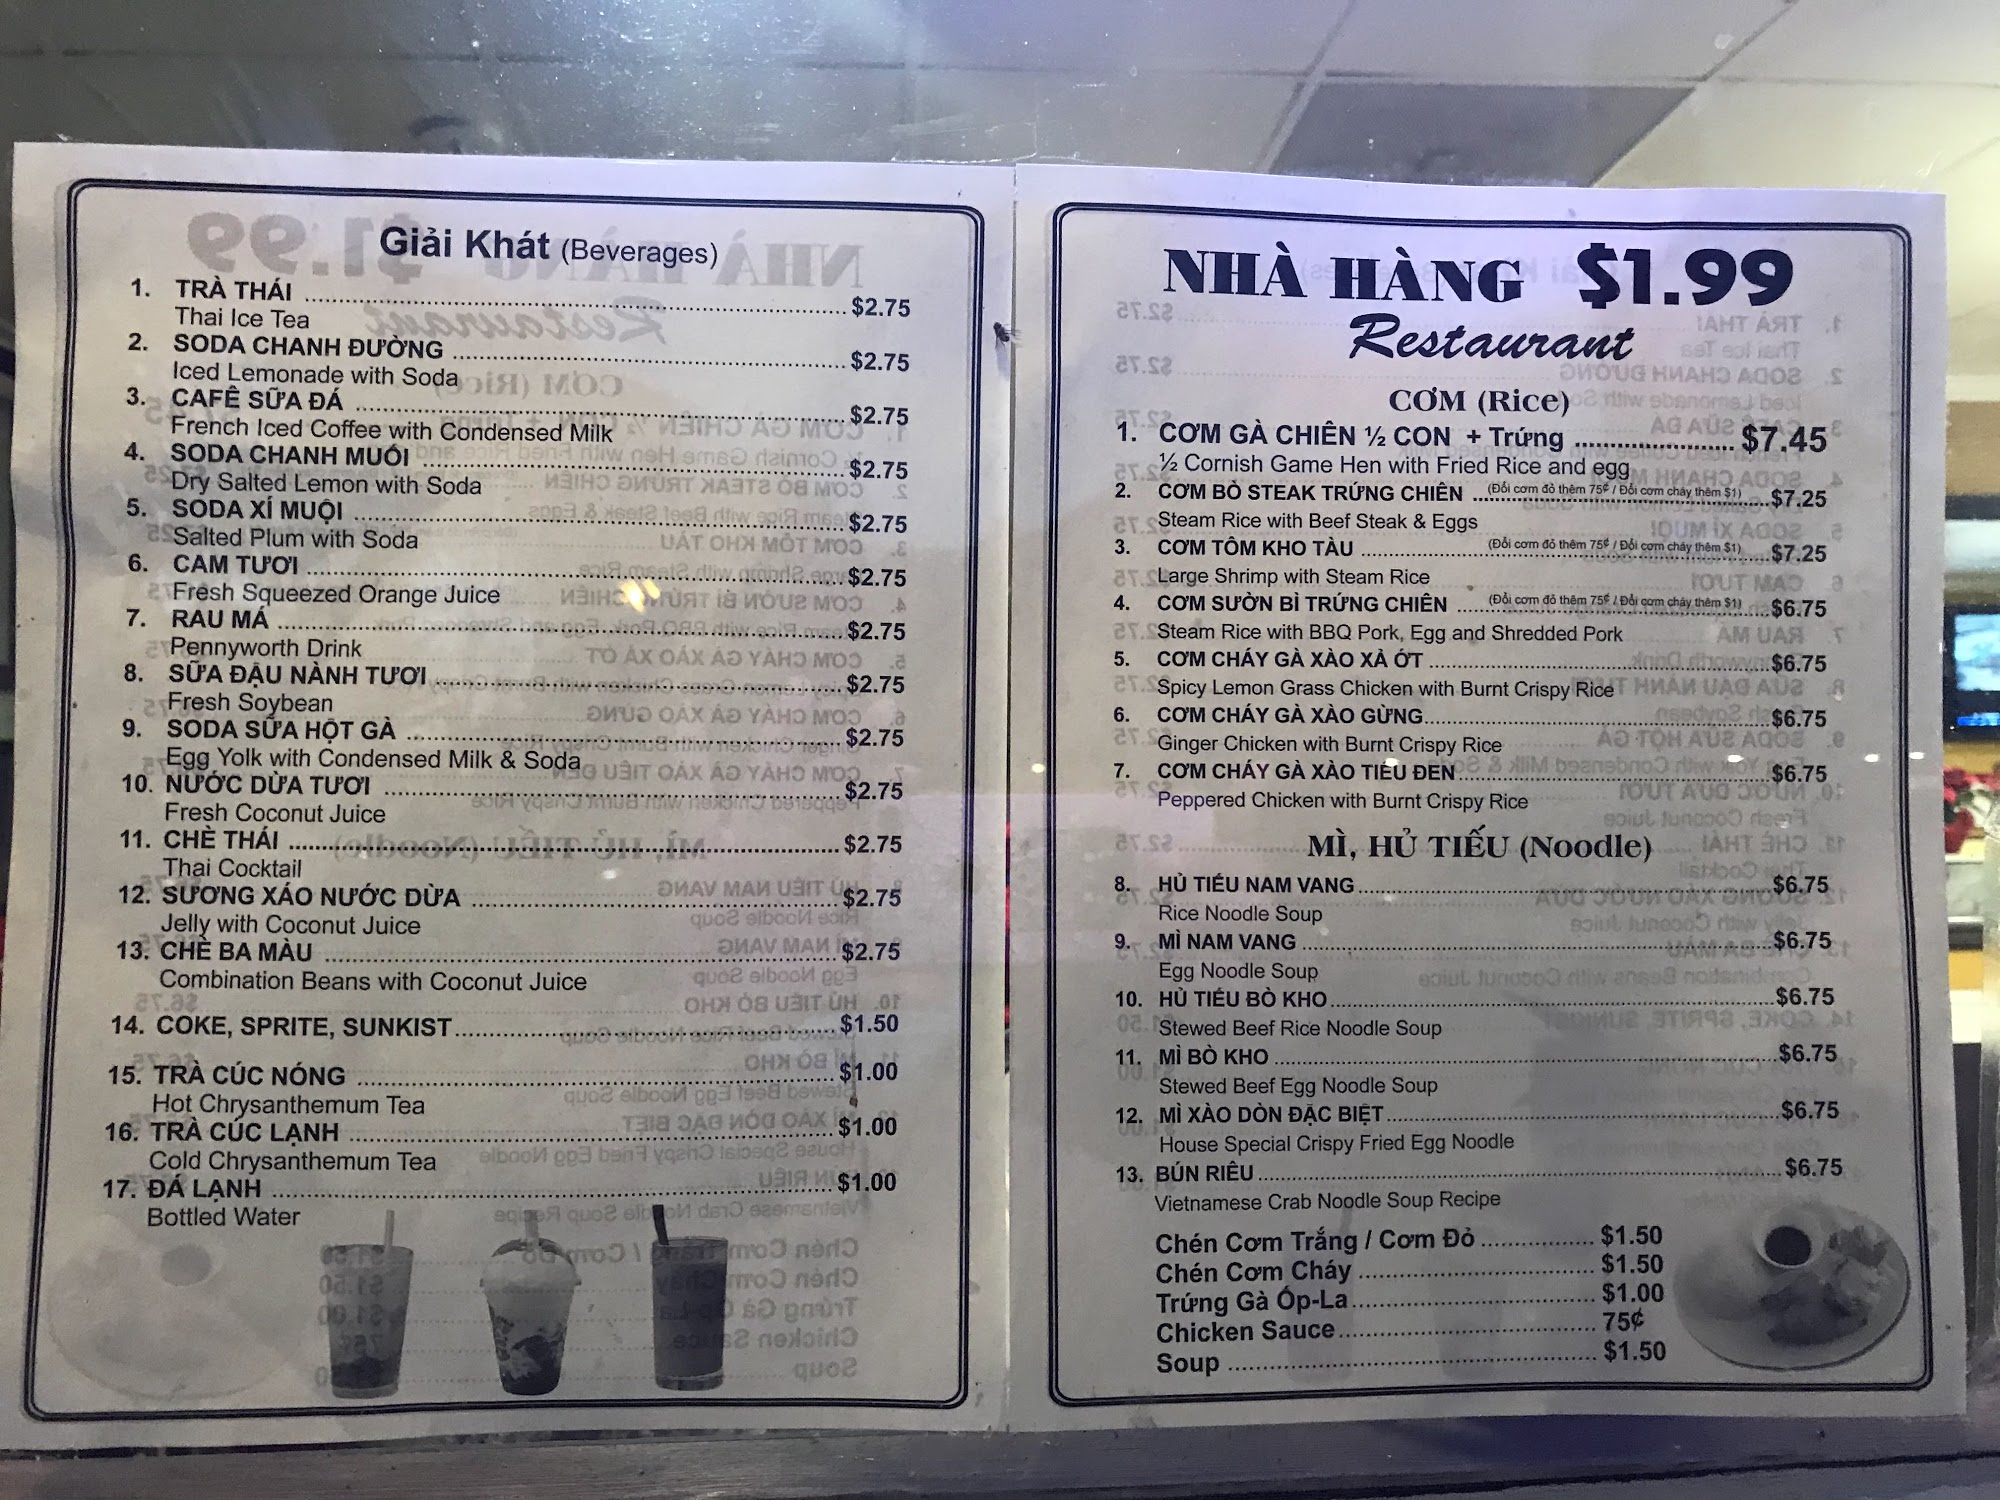 Giải Khát (Beverages)
1. TRÀ THÁI ........ $2.75
Thai Ice Tea
2. SODA CHANH ĐƯỜNG ........ $2.75
Iced Lemonade with Soda
3. CAFÊ SỮA ĐÁ ........ $2.75
French Iced Coffee with Condensed Milk
4. SODA CHANH MUỐI ........ $2.75
Dry Salted Lemon with Soda
5. SODA XÍ MUỘI ........ $2.75
Salted Plum with Soda
6. CAM TƯƠI ........ $2.75
Fresh Squeezed Orange Juice
7. RAU MÁ ........ $2.75
Pennyworth Drink
8. SỮA ĐẬU NÀNH TƯƠI ........ $2.75
Fresh Soybean
9. SODA SỮA HỘT GÀ ........ $2.75
Egg Yolk with Condensed Milk & Soda
10. NƯỚC DỪA TƯƠI ........ $2.75
Fresh Coconut Juice
11. CHÈ THÁI ........ $2.75
Thai Cocktail
12. SƯƠNG XÁO NƯỚC DỪA ........ $2.75
Jelly with Coconut Juice
13. CHÈ BA MÀU ........ $2.75
Combination Beans with Coconut Juice
14. COKE, SPRITE, SUNKIST ........ $1.50
15. TRÀ CÚC NÓNG ........ $1.00
Hot Chrysanthemum Tea
16. TRÀ CÚC LẠNH ........ $1.00
Cold Chrysanthemum Tea
17. ĐÁ LẠNH ........ $1.00
Bottled Water
NHÀ HÀNG $1.99
Restaurant
CƠM (Rice)
1. CƠM GÀ CHIÊN ½ CON + Trứng ........ $7.45
½ Cornish Game Hen with Fried Rice and egg
2. CƠM BÒ STEAK TRỨNG CHIÊN ........ (Đổi cơm đỏ thêm 75¢ / Đổi cơm cháy thêm $1) ........ $7.25
Steam Rice with Beef Steak & Eggs
3. CƠM TÔM KHO TÀU ........ (Đổi cơm đỏ thêm 75¢ / Đổi cơm cháy thêm $1) ........ $7.25
Large Shrimp with Steam Rice
4. CƠM SƯỜN BÌ TRỨNG CHIÊN ........ (Đổi cơm đỏ thêm 75¢ / Đổi cơm cháy thêm $1) ........ $6.75
Steam Rice with BBQ Pork, Egg and Shredded Pork
5. CƠM CHÁY GÀ XÀO XẢ ỚT ........ $6.75
Spicy Lemon Grass Chicken with Burnt Crispy Rice
6. CƠM CHÁY GÀ XÀO GỪNG ........ $6.75
Ginger Chicken with Burnt Crispy Rice
7. CƠM CHÁY GÀ XÀO TIÊU ĐEN ........ $6.75
Peppered Chicken with Burnt Crispy Rice
MÌ, HỦ TIẾU (Noodle)
8. HỦ TIẾU NAM VANG ........ $6.75
Rice Noodle Soup
9. MÌ NAM VANG ........ $6.75
Egg Noodle Soup
10. HỦ TIẾU BÒ KHO ........ $6.75
Stewed Beef Rice Noodle Soup
11. MÌ BÒ KHO ........ $6.75
Stewed Beef Egg Noodle Soup
12. MÌ XÀO DÒN ĐẶC BIỆT ........ $6.75
House Special Crispy Fried Egg Noodle
13. BÚN RIÊU ........ $6.75
Vietnamese Crab Noodle Soup Recipe
Chén Cơm Trắng / Cơm Đỏ ........ $1.50
Chén Cơm Cháy ........ $1.50
Trứng Gà Ốp-La ........ $1.00
Chicken Sauce ........ 75¢
Soup ........ $1.50